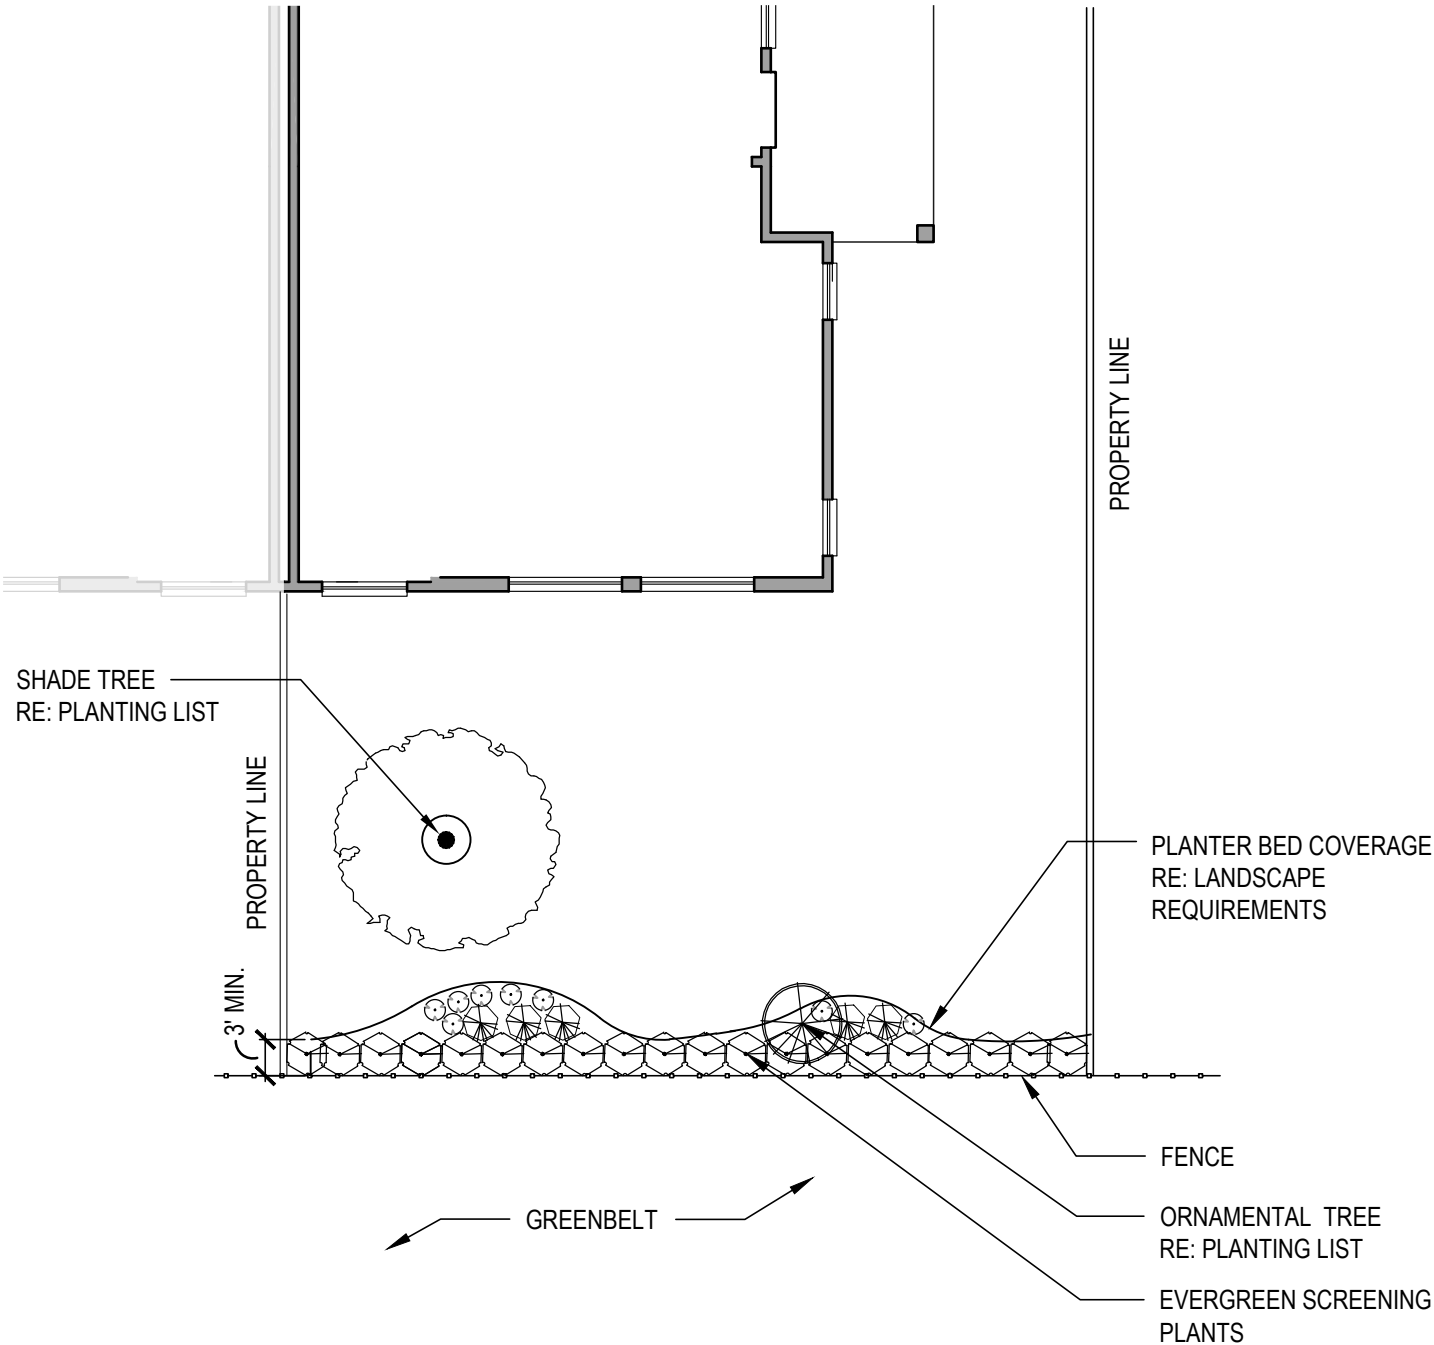 PROPERTY LINE
SHADE TREE
RE: PLANTING LIST
PROPERTY LINE
PLANTER BED COVERAGE
RE: LANDSCAPE
REQUIREMENTS
3' MIN.
FENCE
GREENBELT
ORNAMENTAL TREE
RE: PLANTING LIST
EVERGREEN SCREENING
PLANTS